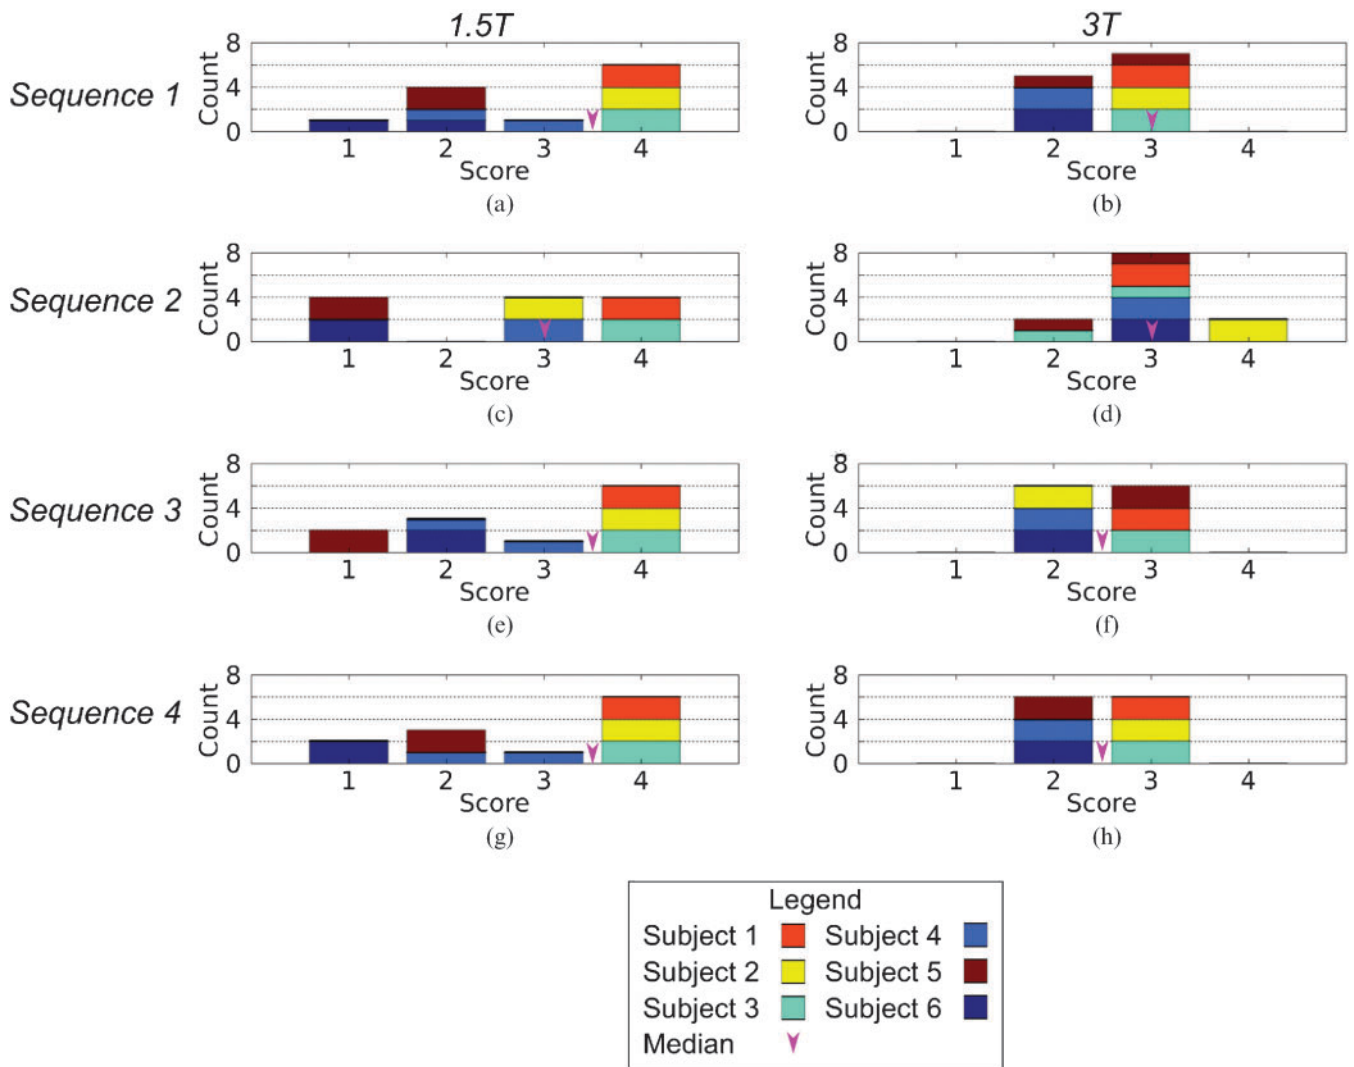 1.5T 3T
Sequence 1
Count
8
4
0
1 2 3 4
Score
(a)
Count
8
4
0
1 2 3 4
Score
(b)
Sequence 2
Count
8
4
0
1 2 3 4
Score
(c)
Count
8
4
0
1 2 3 4
Score
(d)
Sequence 3
Count
8
4
0
1 2 3 4
Score
(e)
Count
8
4
0
1 2 3 4
Score
(f)
Sequence 4
Count
8
4
0
1 2 3 4
Score
(g)
Count
8
4
0
1 2 3 4
Score
(h)
Legend
Subject 1 Subject 4
Subject 2 Subject 5
Subject 3 Subject 6
Median